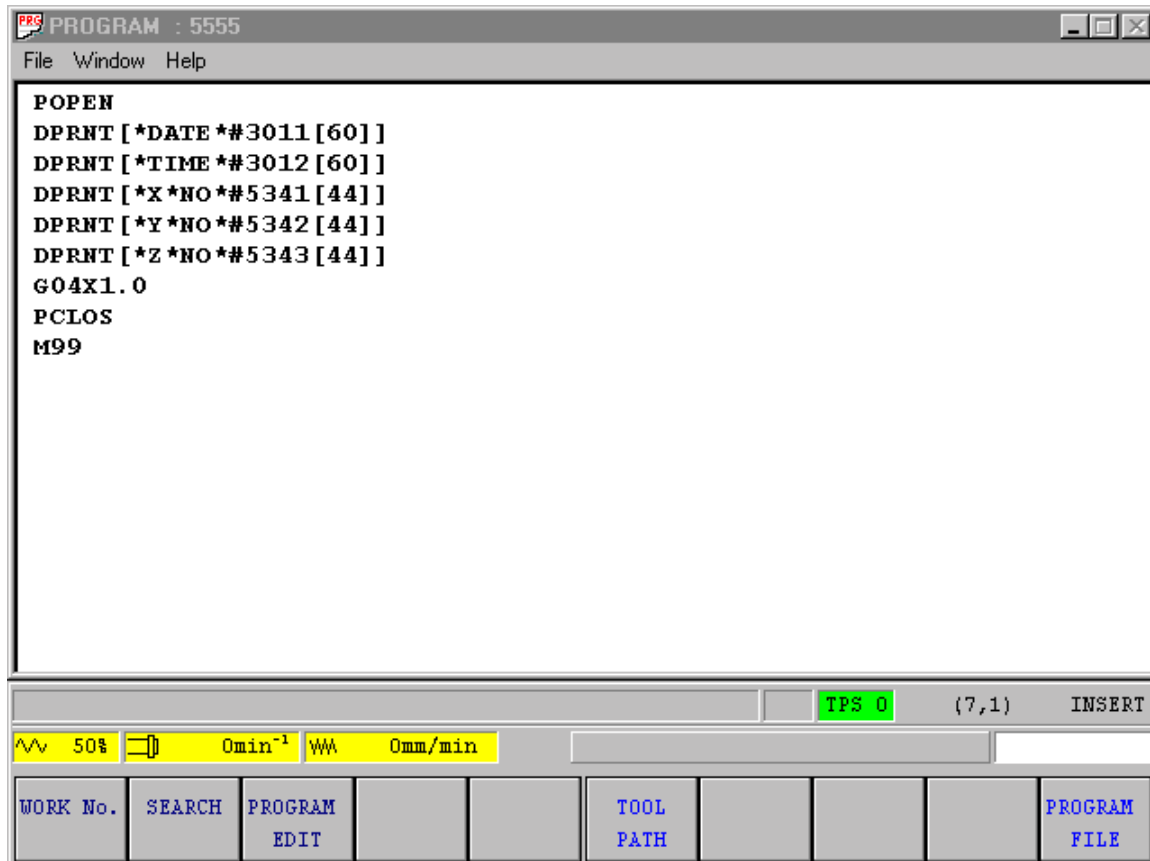 PRG PROGRAM : 5555
File Window Help
POPEN
DPRNT[*DATE*#3011[60]]
DPRNT[*TIME*#3012[60]]
DPRNT[*X*NO*#5341[44]]
DPRNT[*Y*NO*#5342[44]]
DPRNT[*Z*NO*#5343[44]]
G04X1.0
PCLOS
M99
TPS 0 (7,1) INSERT
50% 0min⁻¹ 0mm/min
WORK No. SEARCH PROGRAM TOOL PROGRAM
EDIT PATH FILE